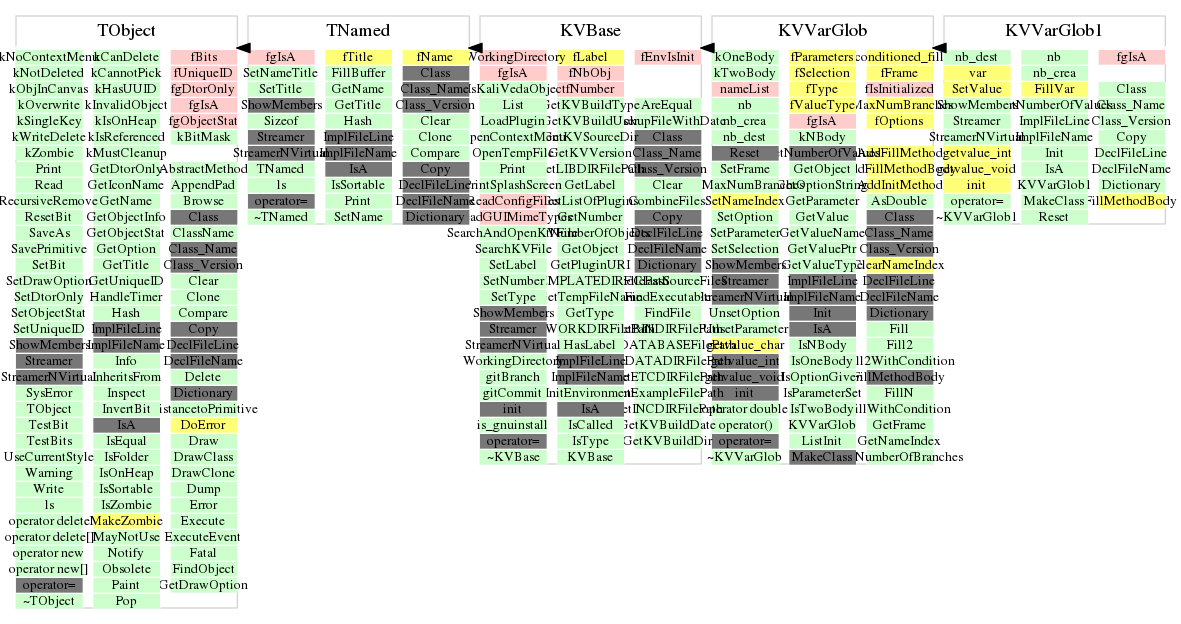 TObject
TNamed
KVBase
KVVarGlob
KVVarGlob1
kCanDelete fBits
kNotDeleted kCannotPick fUniqueID
kObjInCanvas kHasUUID fgDtorOnly
kOverwrite kInvalidObject fgIsA
kSingleKey kIsOnHeap fgObjectStat
kWriteDelete kIsReferenced kBitMask
kZombie kMustCleanup
Print GetDtorOnly AbstractMethod
Read GetIconName AppendPad
RecursiveRemove GetName Browse
ResetBit GetObjectInfo Class
SaveAs GetObjectStat ClassName
SavePrimitive GetOption Class_Name
SetBit GetTitle Class_Version
SetDrawOption GetUniqueID Clear
SetDtorOnly HandleTimer Clone
SetObjectStat Hash Compare
SetUniqueID ImplFileLine Copy
ShowMembers ImplFileName DeclFileLine
Streamer Info DeclFileName
StreamerNVirtual InheritsFrom Delete
SysError Inspect Dictionary
TObject InvertBit istancetoPrimitive
TestBit IsA DoError
TestBits IsEqual Draw
UseCurrentStyle IsFolder DrawClass
Warning IsOnHeap DrawClone
Write IsSortable Dump
ls IsZombie Error
operator delete MakeZombie Execute
operator delete[] MayNotUse ExecuteEvent
operator new Notify Fatal
operator new[] Obsolete FindObject
operator= Paint GetDrawOption
~TObject Pop
fgIsA fTitle fName
SetNameTitle FillBuffer Class
SetTitle GetName Class_Name
ShowMembers GetTitle Class_Version
Sizeof Hash Clear
Streamer ImplFileLine Clone
StreamerNVirtual ImplFileName Compare
TNamed IsA Copy
ls IsSortable DeclFileLine
operator= Print DeclFileName
~TNamed SetName Dictionary
WorkingDirectory fLabel fEnvIsInit
fgIsA fNbObj
IsKaliVedaObject fNumber
List GetKVBuildType AreEqual
LoadPlugin GetKVBuildUser BackupFileWithDate
OpenContextMenu GetKVSourceDir Class
OpenTempFile GetKVVersion Class_Name
Print GetLIBDIRFilePath Class_Version
PrintSplashScreen GetLabel Clear
ReadConfigFiles GetListOfPlugins CombineFiles
ReadGUIMimeTypes GetNumber Copy
SearchAndOpenKVFile GetNumberOfObjects DeclFileLine
SearchKVFile GetObject DeclFileName
SetLabel GetPluginURI Dictionary
SetNumber
SetType GetTempFileName FindExecutable
ShowMembers GetType FindFile
Streamer
StreamerNVirtual HasLabel GetDATABASEFilePath
WorkingDirectory ImplFileLine GetDATADIRFilePath
gitBranch ImplFileName GetETCDIRFilePath
gitCommit InitEnvironment GetExampleFilePath
init IsA GetINCDIRFilePath
is_gnuinstall IsCalled GetKVBuildDate
operator= IsType GetKVBuildDir
~KVBase KVBase
kOneBody fParameters conditioned_fill
kTwoBody fSelection fFrame
nameList fType fIsInitialized
nb fValueType fMaxNumBranches
nb_crea fgIsA fOptions
nb_dest kNBody
Reset GetNumberOfValues AddFillMethod
SetFrame GetObject
MaxNumBranches GetOptionString AddInitMethod
SetNameIndex GetParameter AsDouble
SetOption GetValue Class
SetParameter GetValueName Class_Name
SetSelection GetValuePtr Class_Version
ShowMembers GetValueType ClearNameIndex
Streamer ImplFileLine DeclFileLine
StreamerNVirtual ImplFileName DeclFileName
UnsetOption Init Dictionary
UnsetParameter IsA Fill
getvalue_char IsNBody Fill2
getvalue_int IsOneBody Fill2WithCondition
getvalue_void IsOptionGiven FillMethodBody
init IsParameterSet FillN
operator double IsTwoBody FillWithCondition
operator() KVVarGlob GetFrame
operator= ListInit GetNameIndex
~KVVarGlob MakeClass NumberOfBranches
nb_dest nb fgIsA
var nb_crea
SetValue FillVar Class
ShowMembers GetNumberOfValues Class_Name
Streamer ImplFileLine Class_Version
StreamerNVirtual ImplFileName Copy
getvalue_int Init DeclFileLine
getvalue_void IsA DeclFileName
init KVVarGlob1 Dictionary
operator= MakeClass FillMethodBody
~KVVarGlob1 Reset